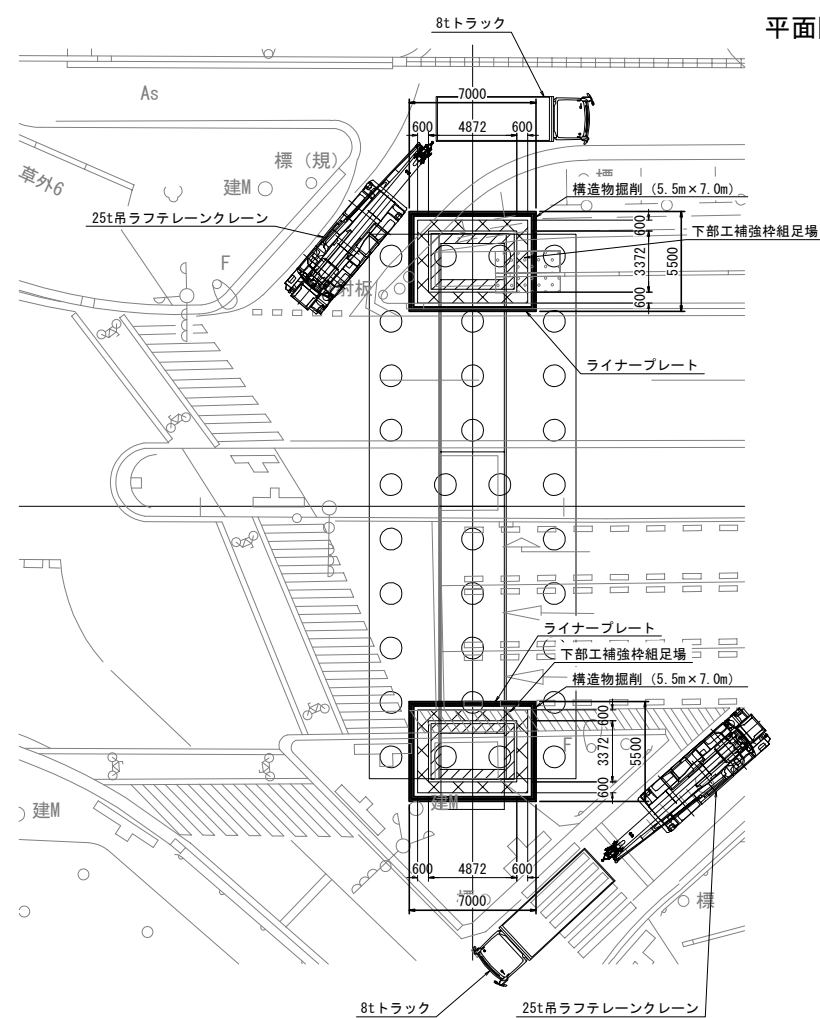 平面
8tトラック
As
7000
600 4872 600
標（規）
草外6
建M
標
構造物掘削（5.5m×7.0m）
25t吊ラフテレーンクレーン
下部工補強枠組足場
600
3372
600
5500
F
射板
ライナープレート
ライナープレート
下部工補強枠組足場
構造物掘削（5.5m×7.0m）
600
3372
600
5500
F
建M
建M
600 4872 600
標
標
7000
8tトラック
25t吊ラフテレーンクレーン